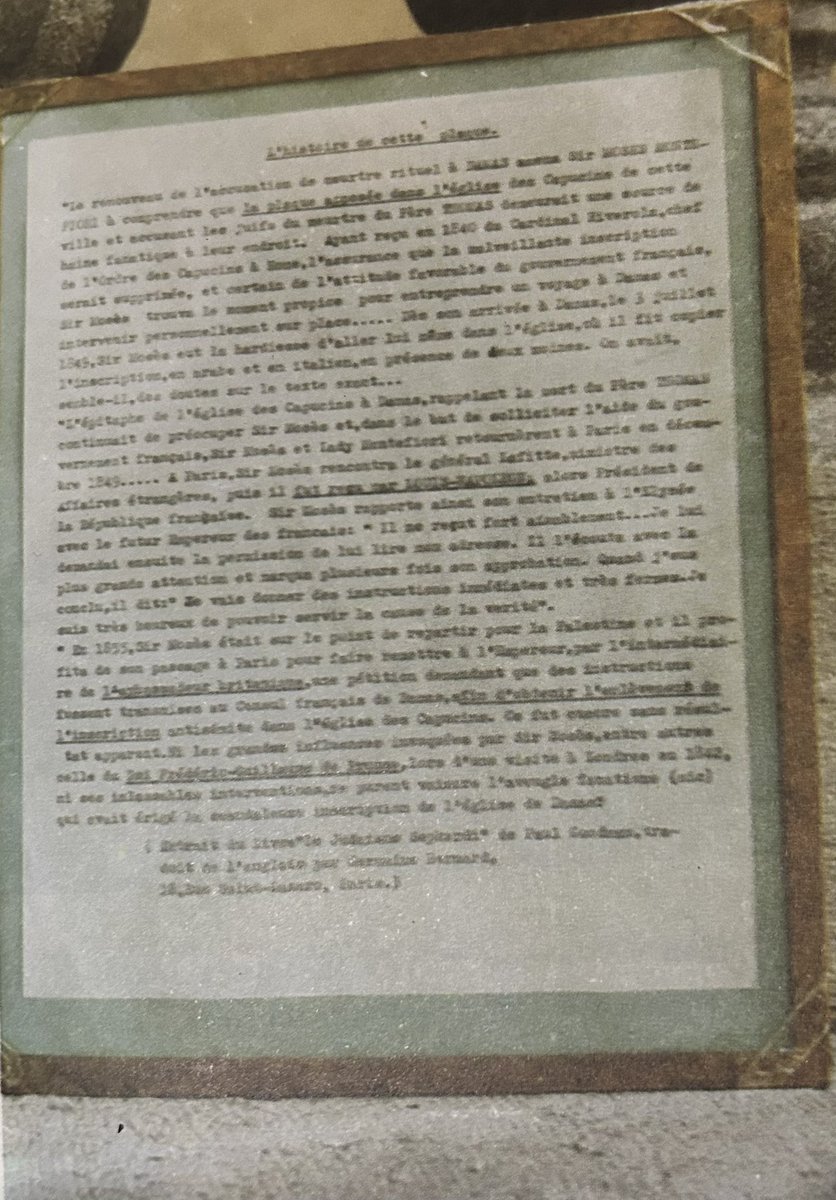 L'histoire de cette plaque.
"le renouveau de l'accusation de meurtre rituel à DAMAS amena Sir MOSES MONTE-
FIORI à comprendre que la plaque apposée dans l'église des Capucins de cette
ville et accusant les juifs du meurtre du Père THOMAS demeurait une source de
haine fanatique à leur endroit. Ayant reçu en 1840 du Cardinal Riverola,chef
de l'Ordre des Capucins à Rome,l'assurance que la malveillante inscription
serait supprimée, et certain de l'attitude favorable du gouvernement français,
Sir Mosès trouva le moment propice pour entreprendre un voyage à Damas et
intervenir personnellement sur place..... Dès son arrivée à Damas, le 3 juillet
1849,Sir Mosès eut la hardiesse d'aller lui même dans l'église,où il fit copier
l'inscription,en arabe et en italien,en présence de deux moines. On avait,
semble-il,des doutes sur le texte exact...
"L'épitaphe de l'église des Capucins à Damas,rappelant la mort du Père THOMAS
continuait de préocuper Sir Mosès et,dans le but de solliciter l'aide du gou-
vernement français,Sir Mosès et Lady Montefiori retournèrent à Paris en décem-
bre 1849..... A Paris,Sir Mosès rencontra le général Lafitte,ministre des
Affaires étrangères, puis il fut reçu par LOUIS-NAPOLEON, alors Président de
la République française. Sir Mosès rapporte ainsi son entretien à l'Elysée
avec le futur Empereur des français: " Il me reçut fort aimablement...Je lui
demandai ensuite la permission de lui lire mon adresse. Il l'écouta avec la
plus grande attention et marqua plusieurs fois son approbation. Quand j'eus
conclu,il dit:" Je vais donner des instructions immédiates et très fermes.Je
suis très heureux de pouvoir servir la cause de la verité".
" En 1855,Sir Mosès était sur le point de repartir pour la Palestine et il pro-
fita de son passage à Paris pour faire remettre à l'Empereur,par l'intermédiai-
re de l'ambassadeur britanique,une pétition demandant que des instructions
fussent transmises au Consul français de Damas,afin d'obtenir l'enlèvement de
l'inscription antisémite dans l'église des Capucins. Ce fut encore sans résul-
tat apparent.Ni les grandes influences invoquées par Sir Mosès,entre autres
celle du Roi Frédéric-Guillaume de Prusse,lors d'une visite à Londres en 1842,
ni ses inlassables interventions,ne purent vaincre l'aveugle fanatisme (sic)
qui avait érigé la scandaleuse inscription de l'église de Damas"
( Extrait du livre"le Judaisme Sephardi" de Paul Goodman,tra-
duit de l'anglais par Germaine Bernard,
18,Rue Saint-Lazare, Paris.)